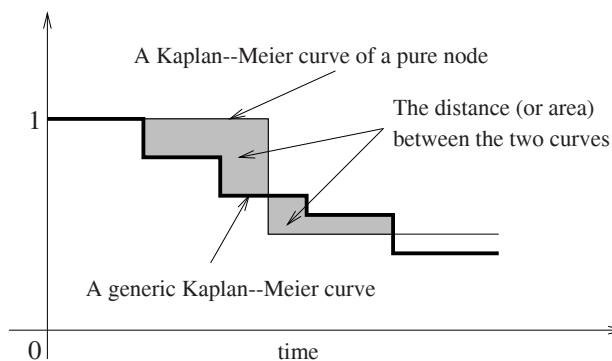 A Kaplan--Meier curve of a pure node
The distance (or area)
between the two curves
1
A generic Kaplan--Meier curve
0
time